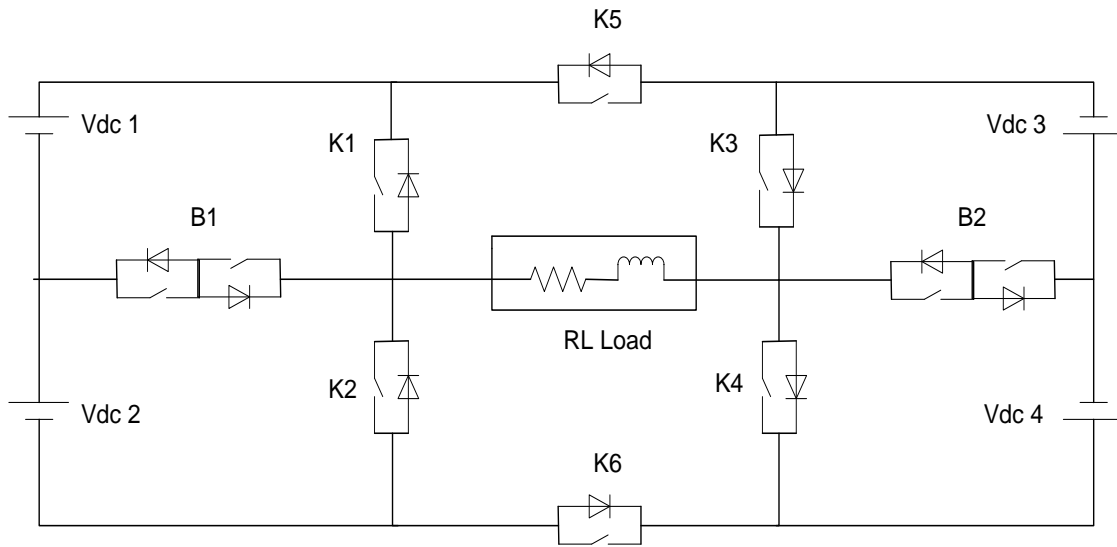 K5
Vdc 1
K1
K3
Vdc 3
B1
B2
RL Load
Vdc 2
K2
K4
Vdc 4
K6